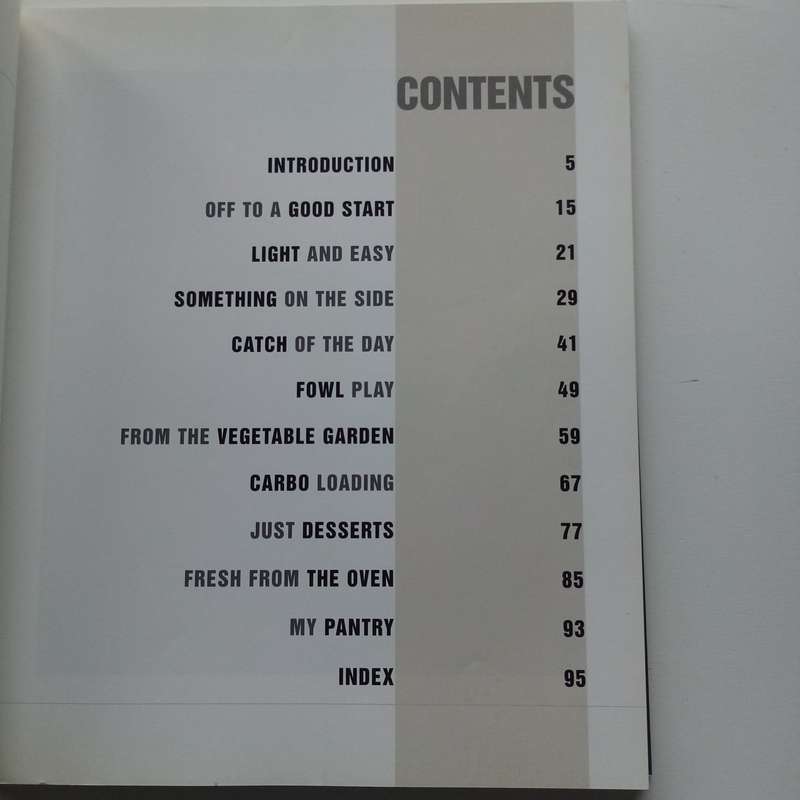 CONTENTS
INTRODUCTION 5
OFF TO A GOOD START 15
LIGHT AND EASY 21
SOMETHING ON THE SIDE 29
CATCH OF THE DAY 41
FOWL PLAY 49
FROM THE VEGETABLE GARDEN 59
CARBO LOADING 67
JUST DESSERTS 77
FRESH FROM THE OVEN 85
MY PANTRY 93
INDEX 95